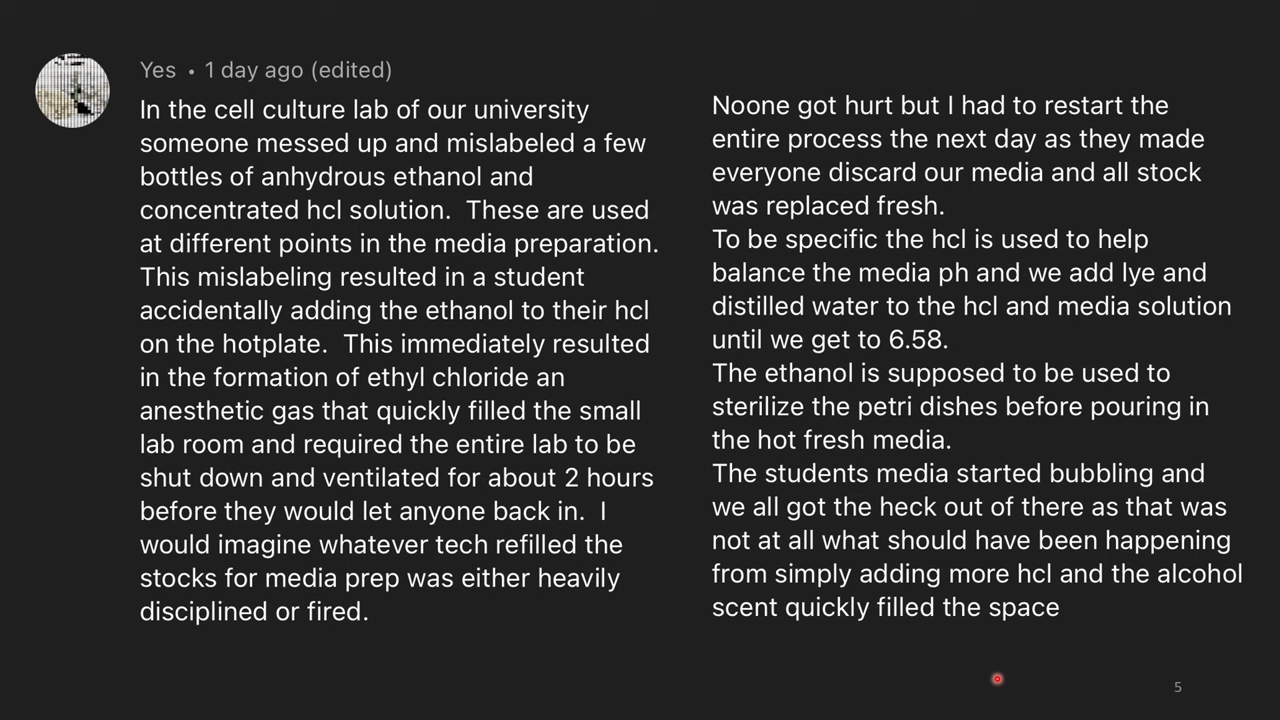 Yes • 1 day ago (edited)
In the cell culture lab of our university
someone messed up and mislabeled a few
bottles of anhydrous ethanol and
concentrated hcl solution.  These are used
at different points in the media preparation.
This mislabeling resulted in a student
accidentally adding the ethanol to their hcl
on the hotplate.  This immediately resulted
in the formation of ethyl chloride an
anesthetic gas that quickly filled the small
lab room and required the entire lab to be
shut down and ventilated for about 2 hours
before they would let anyone back in.  I
would imagine whatever tech refilled the
stocks for media prep was either heavily
disciplined or fired.
Noone got hurt but I had to restart the
entire process the next day as they made
everyone discard our media and all stock
was replaced fresh.
To be specific the hcl is used to help
balance the media ph and we add lye and
distilled water to the hcl and media solution
until we get to 6.58.
The ethanol is supposed to be used to
sterilize the petri dishes before pouring in
the hot fresh media.
The students media started bubbling and
we all got the heck out of there as that was
not at all what should have been happening
from simply adding more hcl and the alcohol
scent quickly filled the space
5